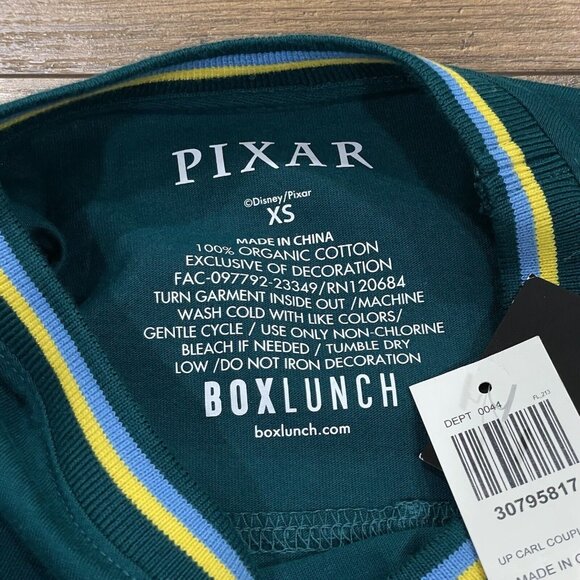 PIXAR
©Disney/Pixar
XS
MADE IN CHINA
100% ORGANIC COTTON
EXCLUSIVE OF DECORATION
FAC-097792-23349/RN120684
TURN GARMENT INSIDE OUT /MACHINE
WASH COLD WITH LIKE COLORS/
GENTLE CYCLE / USE ONLY NON-CHLORINE
BLEACH IF NEEDED / TUMBLE DRY
LOW /DO NOT IRON DECORATION
BOXLUNCH
boxlunch.com
DEPT 0044
FL_213
30795817
UP CARL COUPL
MADE IN C